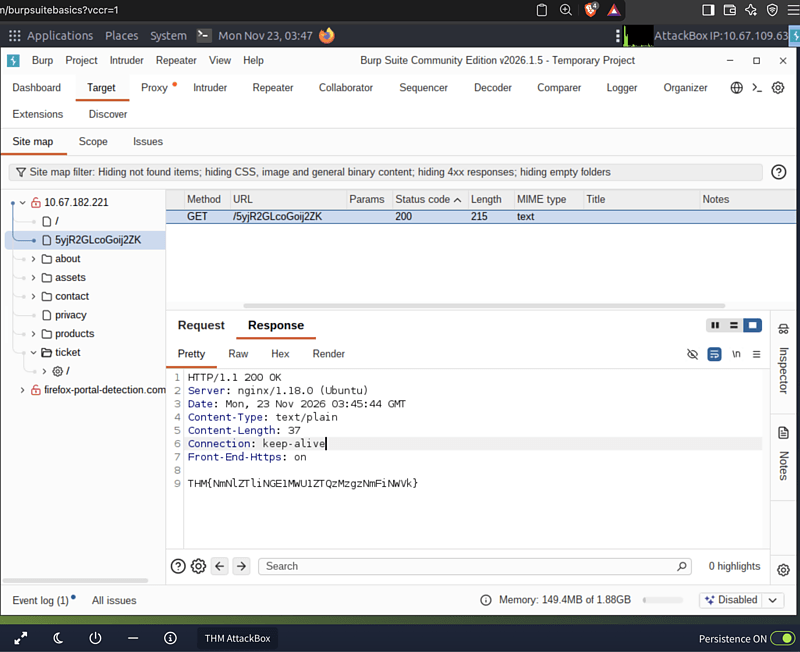 m/burpsuitebasics?vccr=1
Applications Places System Mon Nov 23, 03:47 AttackBox IP:10.67.109.63
Burp Project Intruder Repeater View Help Burp Suite Community Edition v2026.1.5 - Temporary Project
Dashboard Target Proxy Intruder Repeater Collaborator Sequencer Decoder Comparer Logger Organizer
Extensions Discover
Site map Scope Issues
Site map filter: Hiding not found items; hiding CSS, image and general binary content; hiding 4xx responses; hiding empty folders
10.67.182.221
/
5yjR2GLcoGoij2ZK
about
assets
contact
privacy
products
ticket
/
firefox-portal-detection.com
Method URL Params Status code Length MIME type Title Notes
GET /5yjR2GLcoGoij2ZK 200 215 text
Request Response
Pretty Raw Hex Render \n
1 HTTP/1.1 200 OK
2 Server: nginx/1.18.0 (Ubuntu)
3 Date: Mon, 23 Nov 2026 03:45:44 GMT
4 Content-Type: text/plain
5 Content-Length: 37
6 Connection: keep-alive
7 Front-End-Https: on
8
9 THM{NmNlZTliNGE1MWU1ZTQzMzgzNmFiNWVk}
Inspector
Notes
Search 0 highlights
Event log (1) All issues Memory: 149.4MB of 1.88GB Disabled
THM AttackBox Persistence ON